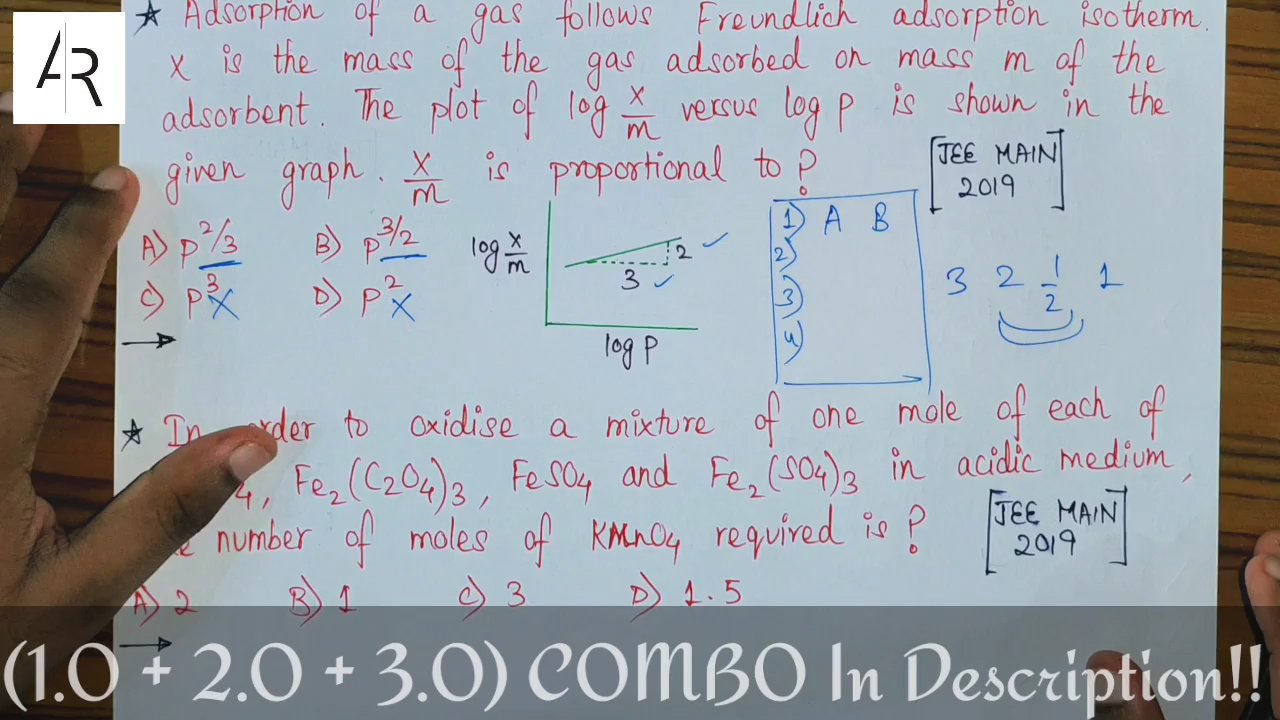 AR
★ Adsorption of a gas follows Freundlich adsorption isotherm.
x is the mass of the gas adsorbed on mass m of the
adsorbent. The plot of log x/m versus log p is shown in the
given graph. x/m is proportional to ?
[JEE MAIN
2019]
A) p^2/3 B) p^3/2
C) p^3 X D) p^2 X
log x/m
2 ✓
3 ✓
log P
1) A B
2)
3)
4)
3 2 1/2 1
→
★ In order to oxidise a mixture of one mole of each of
4, Fe2(C2O4)3, FeSO4 and Fe2(SO4)3 in acidic medium,
number of moles of KMnO4 required is ?
[JEE MAIN
2019]
A) 2 B) 1 C) 3 D) 1.5
→
(1.0 + 2.0 + 3.0) COMBO In Description!!